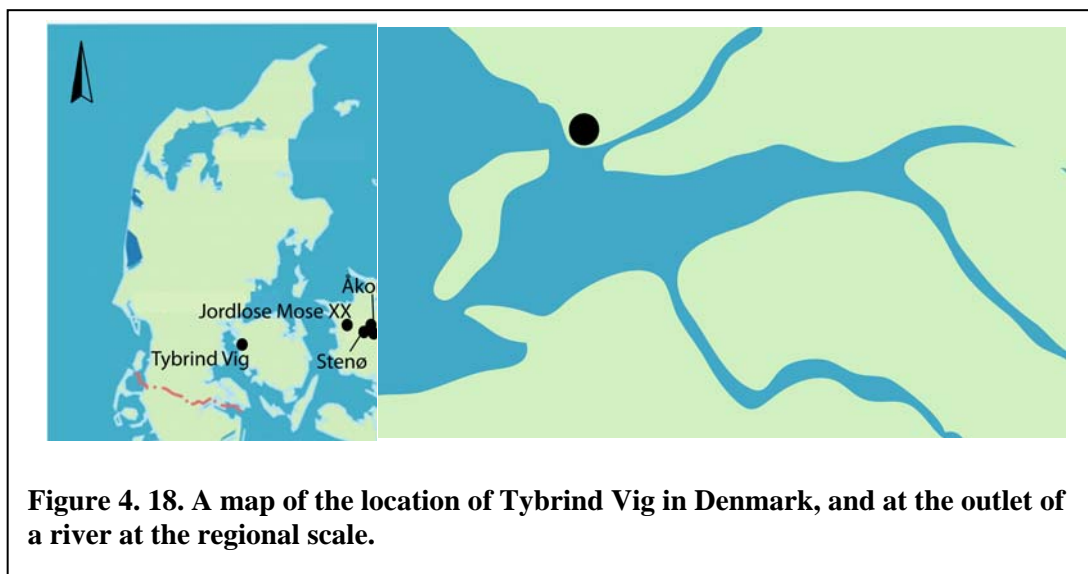 Åko
Jordlose Mose XX
Tybrind Vig
Stenø
Figure 4. 18. A map of the location of Tybrind Vig in Denmark, and at the outlet of
a river at the regional scale.